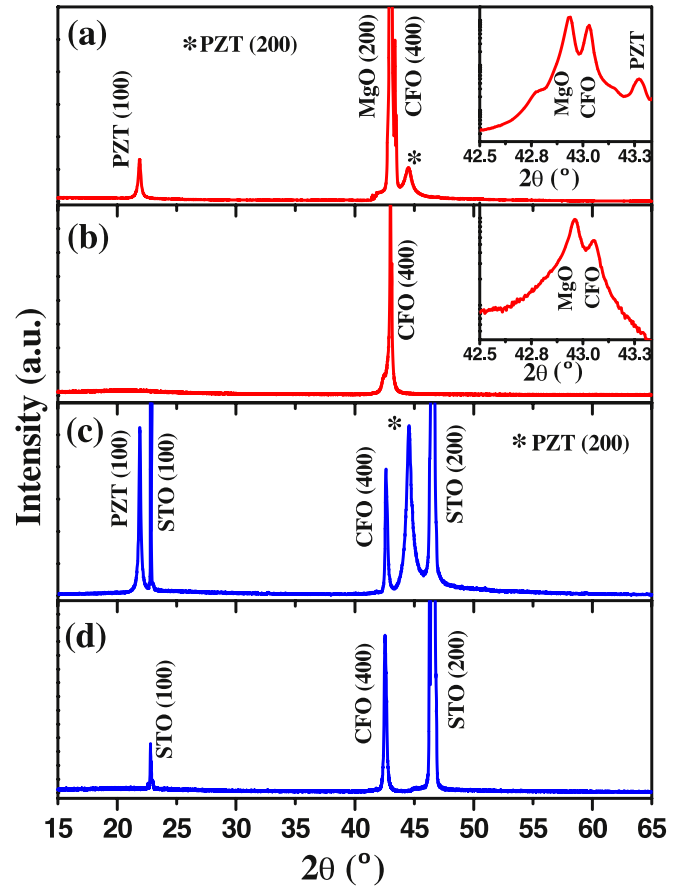 (a)
*PZT (200)
PZT (100)
MgO (200)
CFO (400)
*
MgO
CFO
PZT
42.5 42.8 43.0 43.3
2θ (°)
(b)
CFO (400)
MgO
CFO
42.5 42.8 43.0 43.3
2θ (°)
Intensity (a.u.)
(c)
PZT (100)
STO (100)
CFO (400)
*
STO (200)
* PZT (200)
(d)
STO (100)
CFO (400)
STO (200)
15 20 25 30 35 40 45 50 55 60 65
2θ (°)